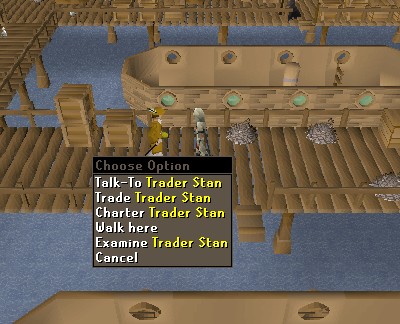 Choose Option
Talk-To Trader Stan
Trade Trader Stan
Charter Trader Stan
Walk here
Examine Trader Stan
Cancel